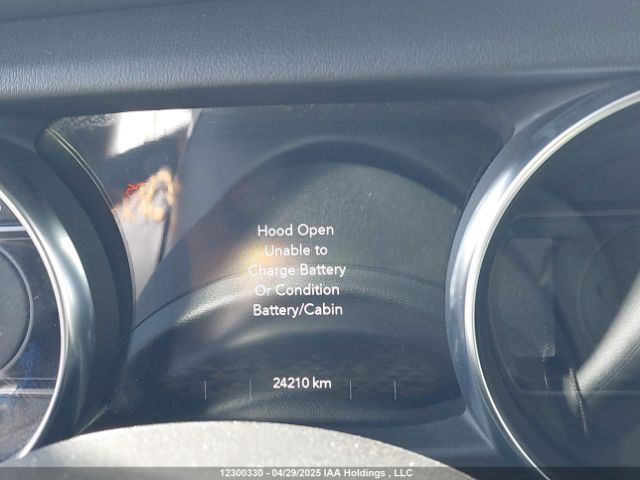 Hood Open
Unable to
Charge Battery
Or Condition
Battery/Cabin
24210 km
12300330 - 04/29/2025 IAA Holdings , LLC